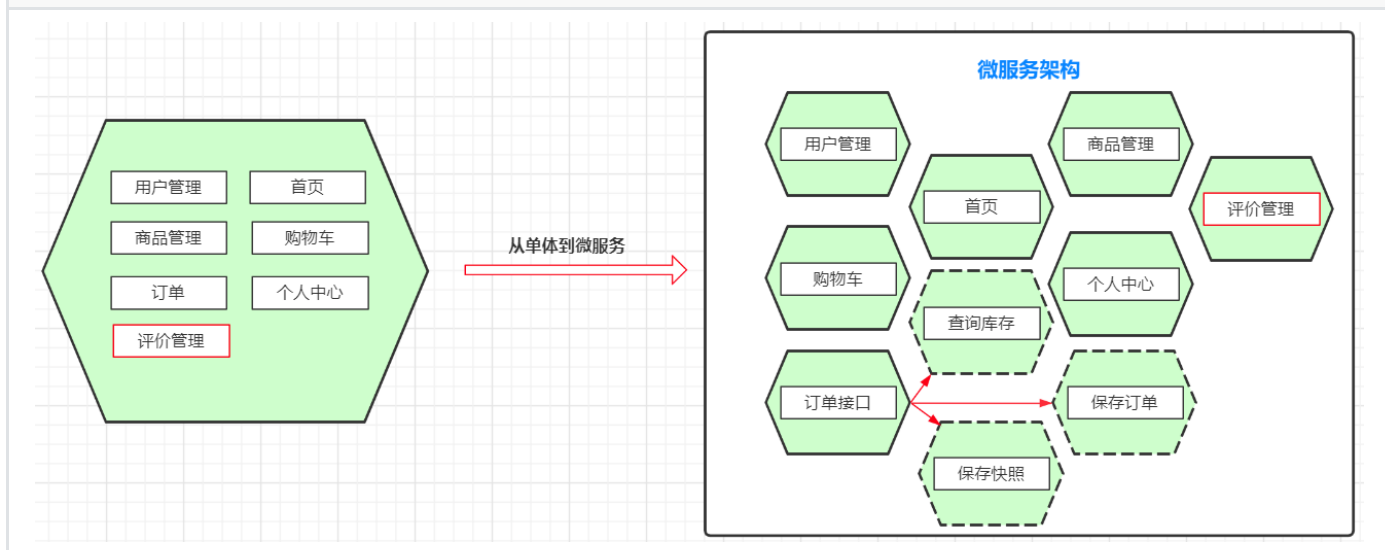 用户管理
首页
商品管理
购物车
订单
个人中心
评价管理
从单体到微服务
微服务架构
用户管理
商品管理
首页
评价管理
购物车
个人中心
查询库存
订单接口
保存订单
保存快照